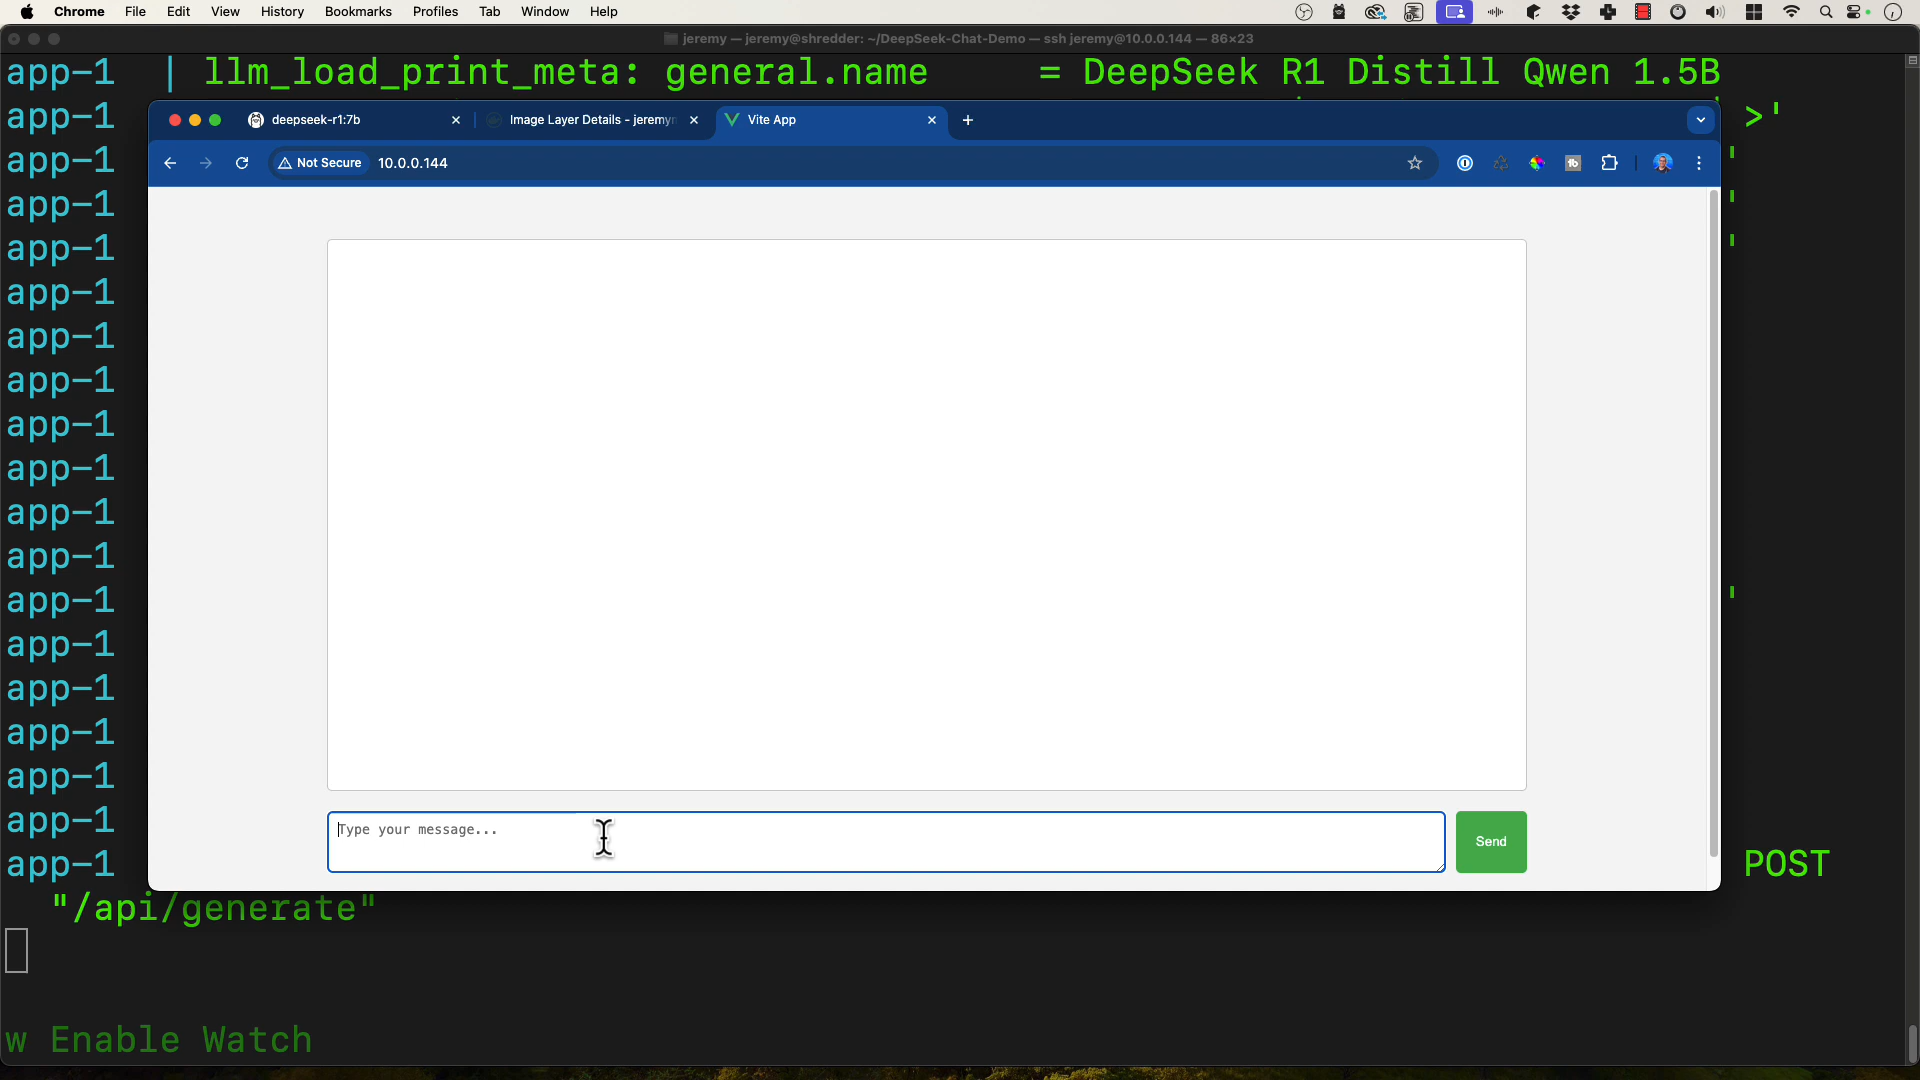 Chrome File Edit View History Bookmarks Profiles Tab Window Help
jeremy — jeremy@shredder: ~/DeepSeek-Chat-Demo — ssh jeremy@10.0.0.144 — 86×23
app-1 | llm_load_print_meta: general.name = DeepSeek R1 Distill Qwen 1.5B
app-1 >'
deepseek-r1:7b
Image Layer Details - jeremyn
Vite App
app-1 '
Not Secure 10.0.0.144
app-1 '
app-1 '
app-1
app-1
app-1
app-1
app-1
app-1
app-1
app-1 '
app-1
app-1
app-1
app-1
app-1
Type your message...
Send
app-1 POST
"/api/generate"
w Enable Watch